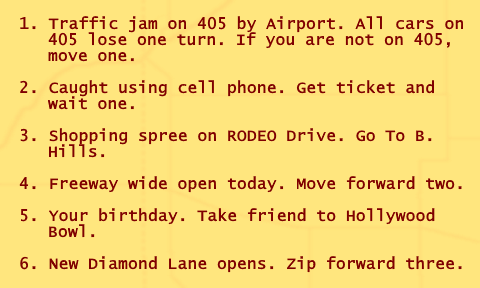 1. Traffic jam on 405 by Airport. All cars on
405 lose one turn. If you are not on 405,
move one.
2. Caught using cell phone. Get ticket and
wait one.
3. Shopping spree on RODEO Drive. Go To B.
Hills.
4. Freeway wide open today. Move forward two.
5. Your birthday. Take friend to Hollywood
Bowl.
6. New Diamond Lane opens. Zip forward three.